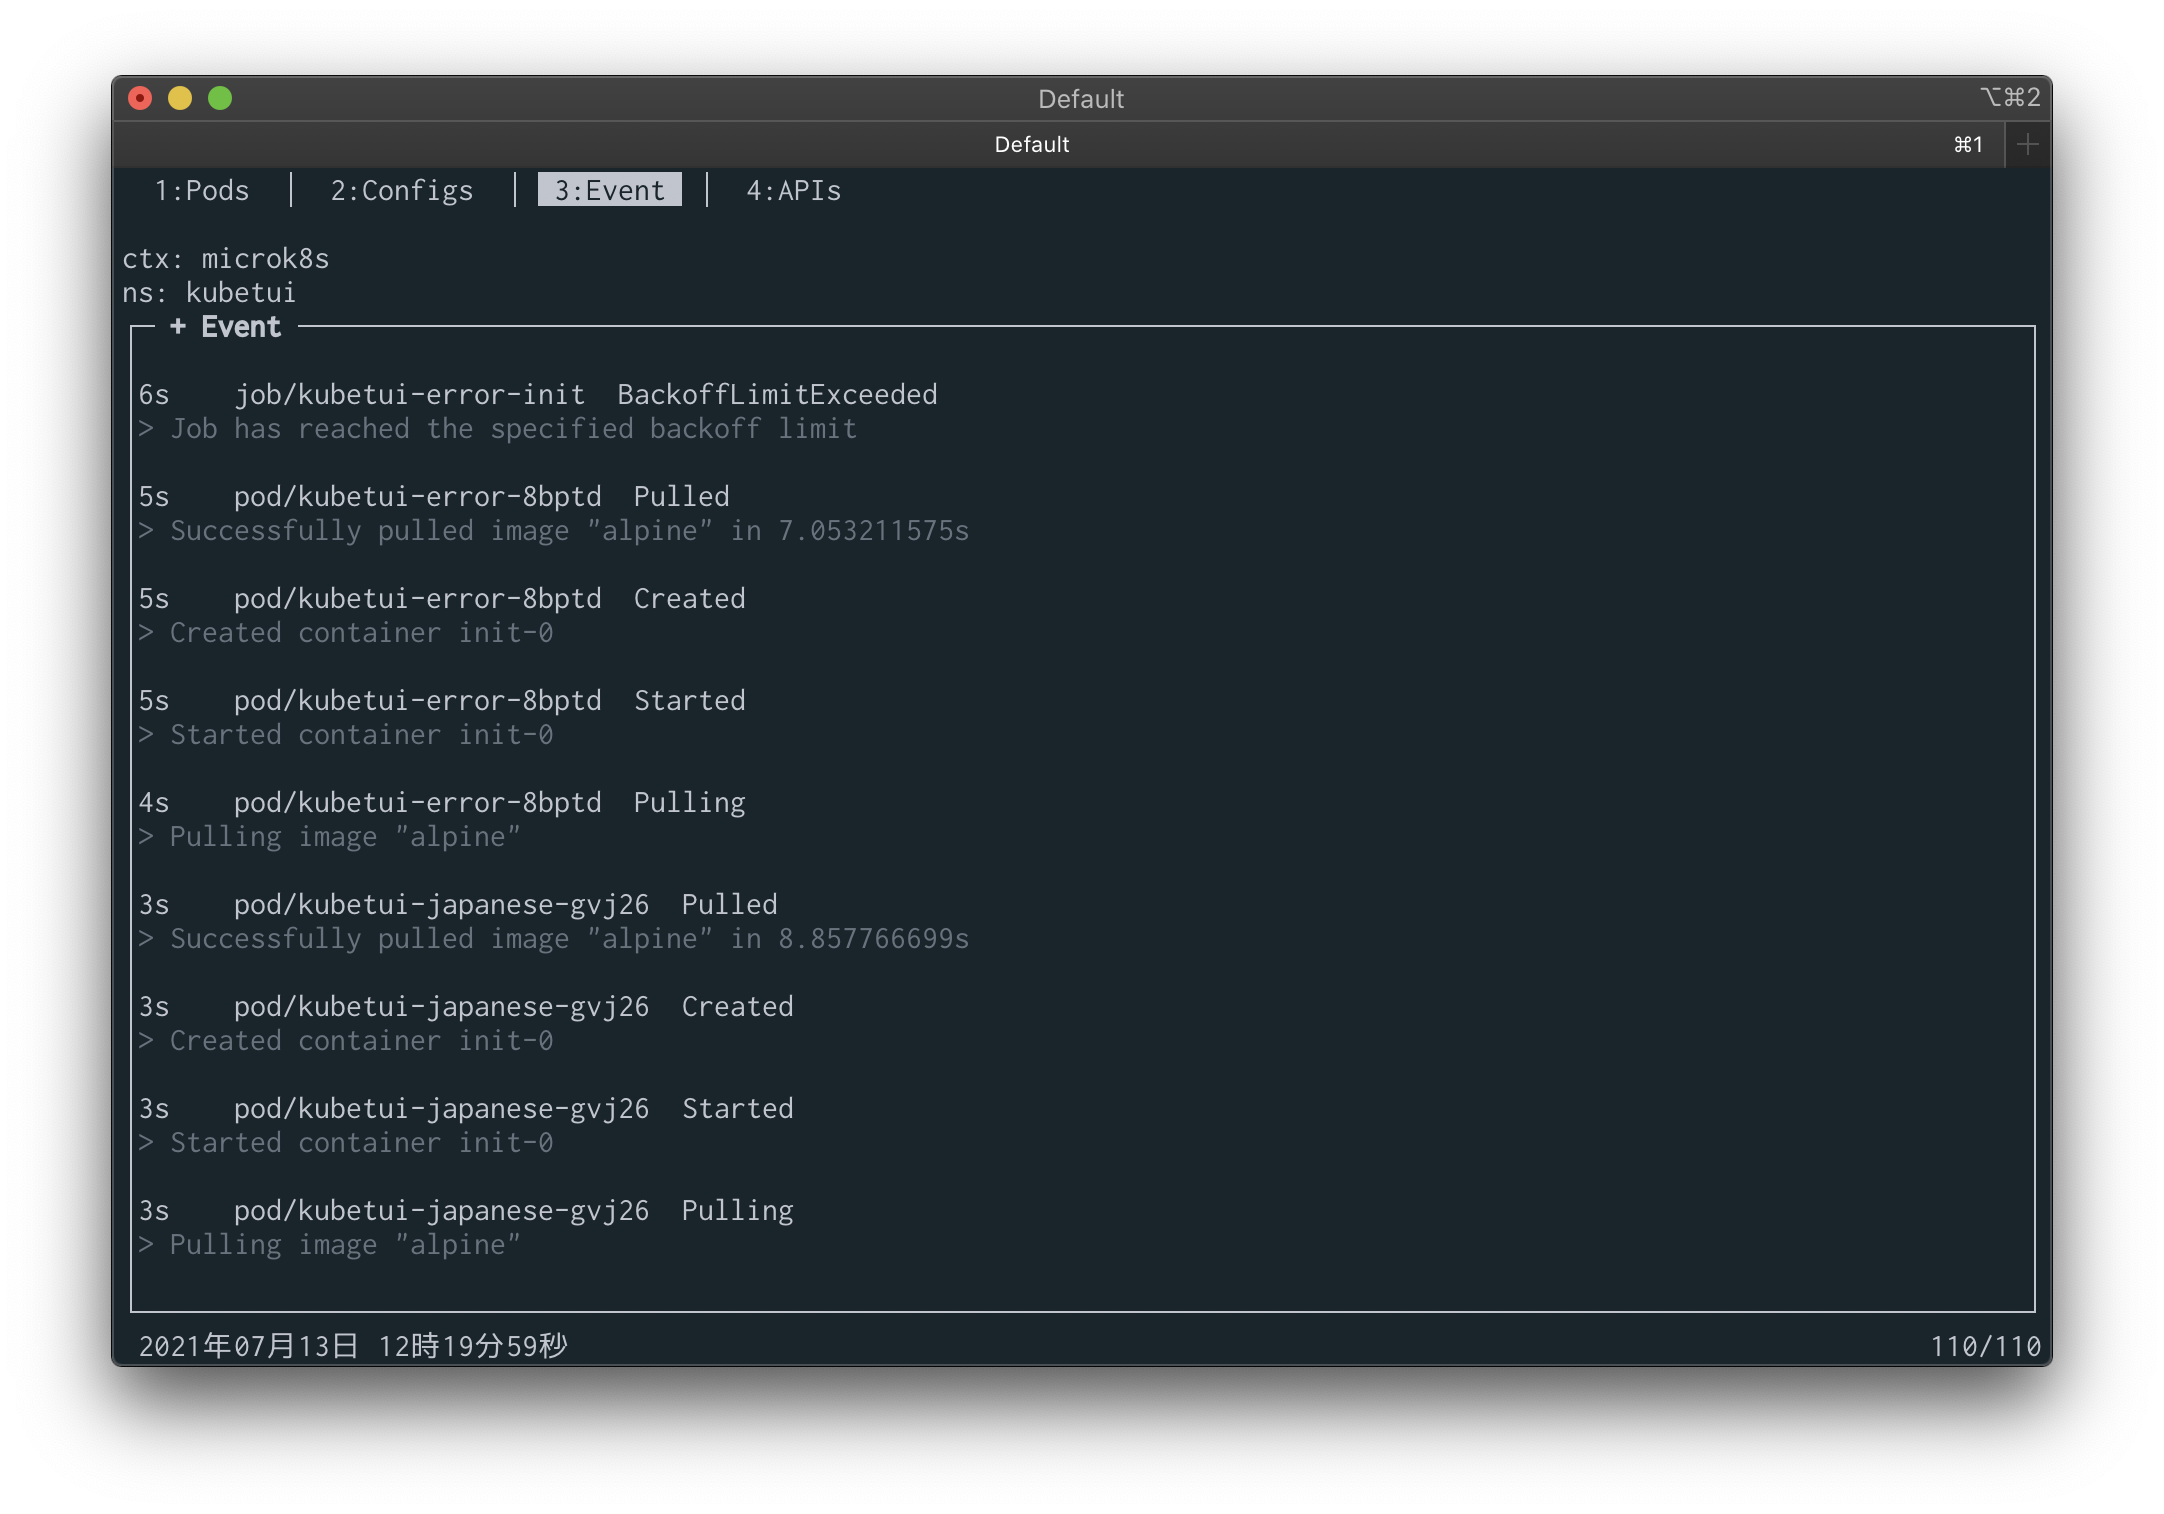 Default ⌥⌘2
Default ⌘1 +
1:Pods │ 2:Configs │ 3:Event │ 4:APIs
ctx: microk8s
ns: kubetui
+ Event
6s job/kubetui-error-init BackoffLimitExceeded
> Job has reached the specified backoff limit
5s pod/kubetui-error-8bptd Pulled
> Successfully pulled image "alpine" in 7.053211575s
5s pod/kubetui-error-8bptd Created
> Created container init-0
5s pod/kubetui-error-8bptd Started
> Started container init-0
4s pod/kubetui-error-8bptd Pulling
> Pulling image "alpine"
3s pod/kubetui-japanese-gvj26 Pulled
> Successfully pulled image "alpine" in 8.857766699s
3s pod/kubetui-japanese-gvj26 Created
> Created container init-0
3s pod/kubetui-japanese-gvj26 Started
> Started container init-0
3s pod/kubetui-japanese-gvj26 Pulling
> Pulling image "alpine"
2021年07月13日 12時19分59秒 110/110